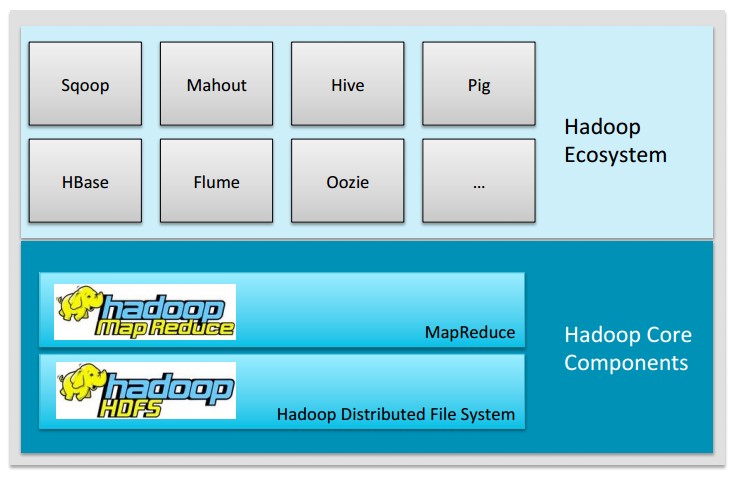 Sqoop
Mahout
Hive
Pig
Hadoop
Ecosystem
HBase
Flume
Oozie
...
hadoop
Map Reduce
MapReduce
Hadoop Core
Components
hadoop
HDFS
Hadoop Distributed File System